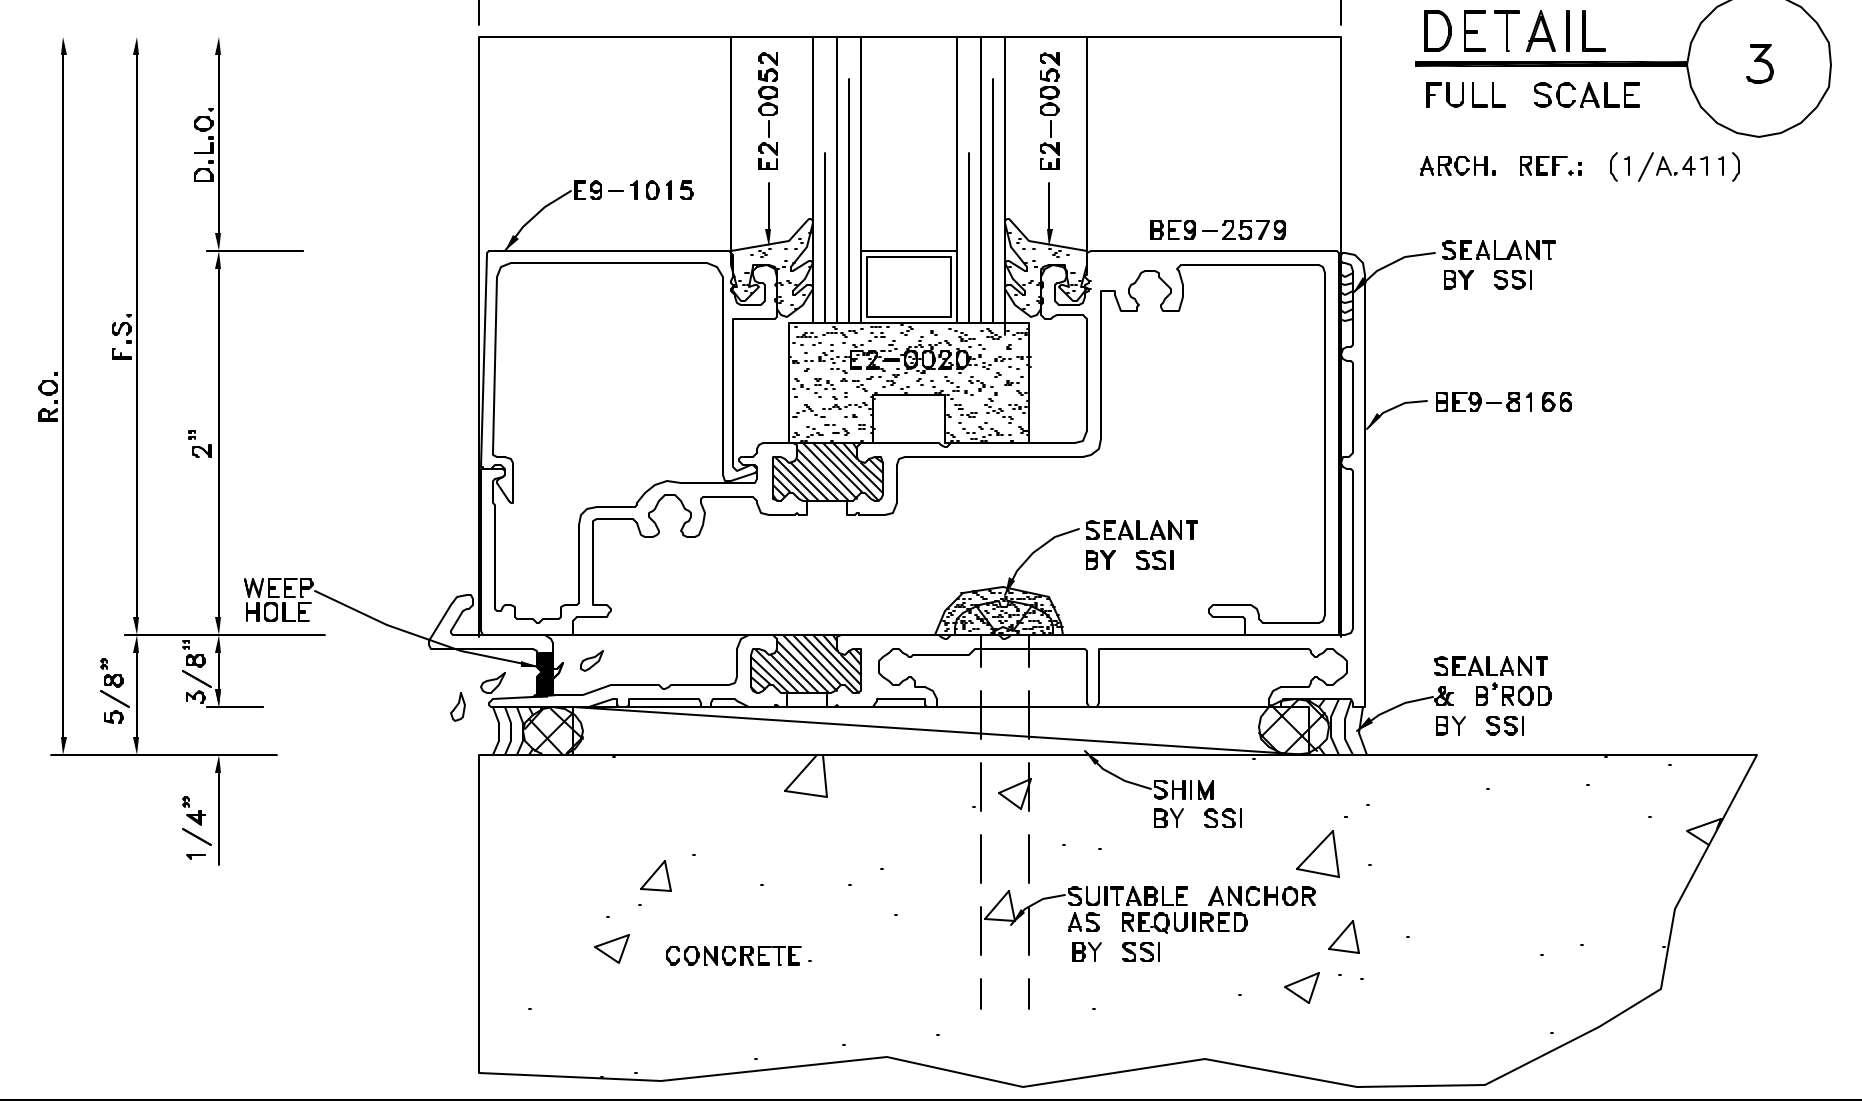 DETAIL
3
FULL SCALE
ARCH. REF.: (1/A.411)
R.O.
F.S.
D.L.O.
2"
5/8"
3/8"
1/4"
E9-1015
E2-0052
E2-0052
BE9-2579
SEALANT
BY SSI
E2-0020
BE9-8166
SEALANT
BY SSI
WEEP
HOLE
SEALANT
& B'ROD
BY SSI
SHIM
BY SSI
SUITABLE ANCHOR
AS REQUIRED
BY SSI
CONCRETE